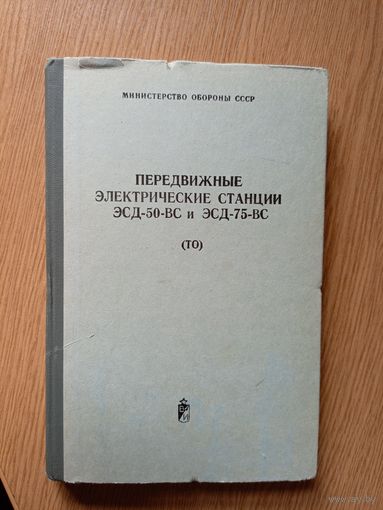 МИНИСТЕРСТВО ОБОРОНЫ СССР
ПЕРЕДВИЖНЫЕ
ЭЛЕКТРИЧЕСКИЕ СТАНЦИИ
ЭСД-50-ВС и ЭСД-75-ВС
(ТО)